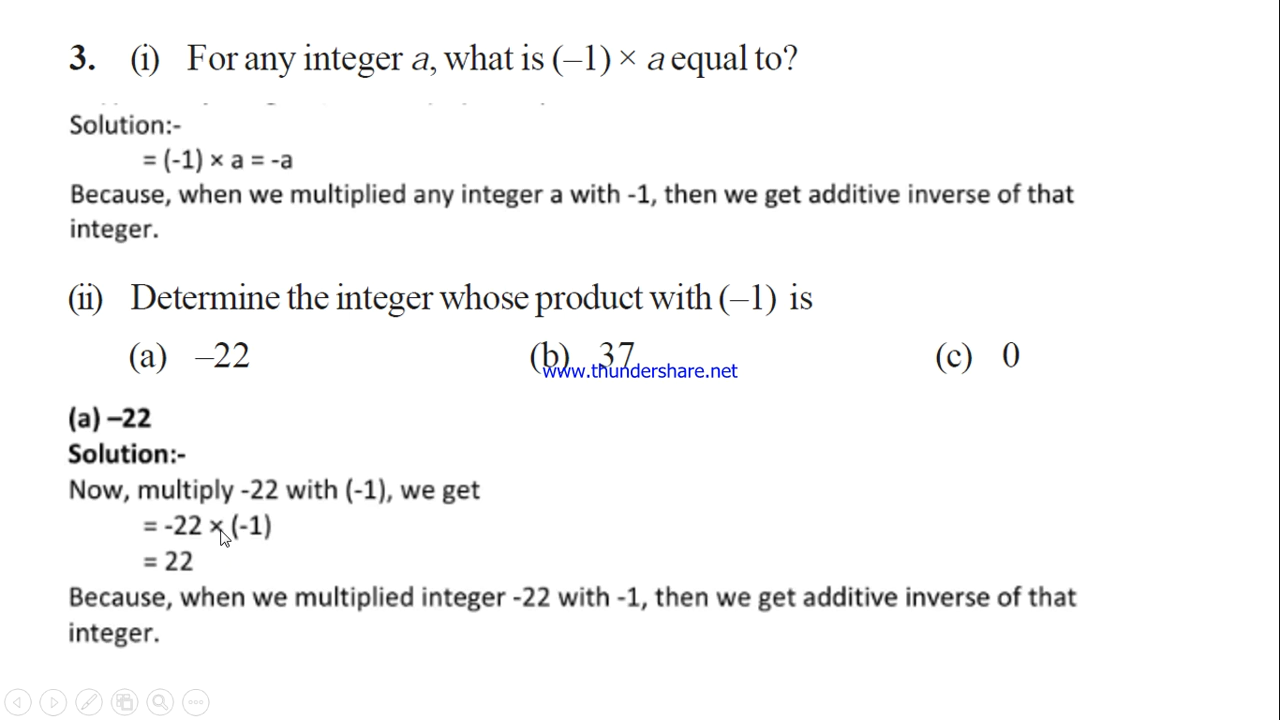 3. (i) For any integer a, what is (–1) × a equal to?
Solution:-
= (-1) × a = -a
Because, when we multiplied any integer a with -1, then we get additive inverse of that
integer.
(ii) Determine the integer whose product with (–1) is
(a) –22 (b) 37 (c) 0
www.thundershare.net
(a) –22
Solution:-
Now, multiply -22 with (-1), we get
= -22 × (-1)
= 22
Because, when we multiplied integer -22 with -1, then we get additive inverse of that
integer.